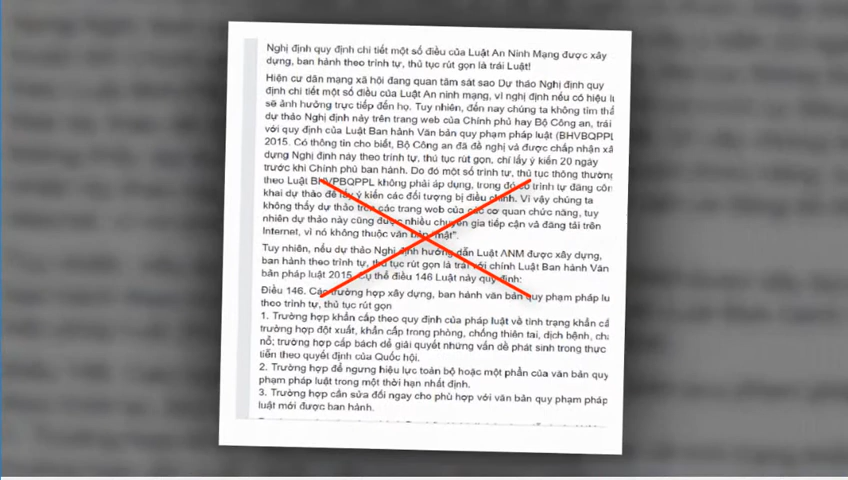 Nghị định quy định chi tiết một số điều của Luật An Ninh Mạng được xây
dựng, ban hành theo trình tự, thủ tục rút gọn là trái Luật!
Hiện cư dân mạng xã hội đang quan tâm sát sao Dự thảo Nghị định quy
định chi tiết một số điều của Luật An ninh mạng, vì nghị định nếu có hiệu lự
sẽ ảnh hưởng trực tiếp đến họ. Tuy nhiên, đến nay chúng ta không tìm thấ
dự thảo Nghị định này trên trang web của Chính phủ hay Bộ Công an, trái
với quy định của Luật Ban hành Văn bản quy phạm pháp luật (BHVBQPPL
2015. Có thông tin cho biết, Bộ Công an đã đề nghị và được chấp nhận xâ
dựng Nghị định này theo trình tự, thủ tục rút gọn, chỉ lấy ý kiến 20 ngày
trước khi Chính phủ ban hành. Do đó một số trình tự, thủ tục thông thường
theo Luật BHVPBQPPL không phải áp dụng, trong đó có trình tự đăng côn
khai dự thảo để lấy ý kiến các đối tượng bị điều chỉnh. Vì vậy chúng ta
không thấy dự thảo trên các trang web của các cơ quan chức năng, tuy
nhiên dự thảo này cũng được nhiều chuyên gia tiếp cận và đăng tải trên
Internet, vì nó không thuộc văn bản "mật".
Tuy nhiên, nếu dự thảo Nghị định hướng dẫn Luật ANM được xây dựng,
ban hành theo trình tự, thủ tục rút gọn là trái với chính Luật Ban hành Văn
bản pháp luật 2015. Cụ thể điều 146 Luật này quy định:
Điều 146. Các trường hợp xây dựng, ban hành văn bản quy phạm pháp lu
theo trình tự, thủ tục rút gọn
1. Trường hợp khẩn cấp theo quy định của pháp luật về tình trạng khẩn cấ
trường hợp đột xuất, khẩn cấp trong phòng, chống thiên tai, dịch bệnh, chá
nổ; trường hợp cấp bách để giải quyết những vấn đề phát sinh trong thực
tiễn theo quyết định của Quốc hội.
2. Trường hợp để ngưng hiệu lực toàn bộ hoặc một phần của văn bản quy
phạm pháp luật trong một thời hạn nhất định.
3. Trường hợp cần sửa đổi ngay cho phù hợp với văn bản quy phạm pháp
luật mới được ban hành.